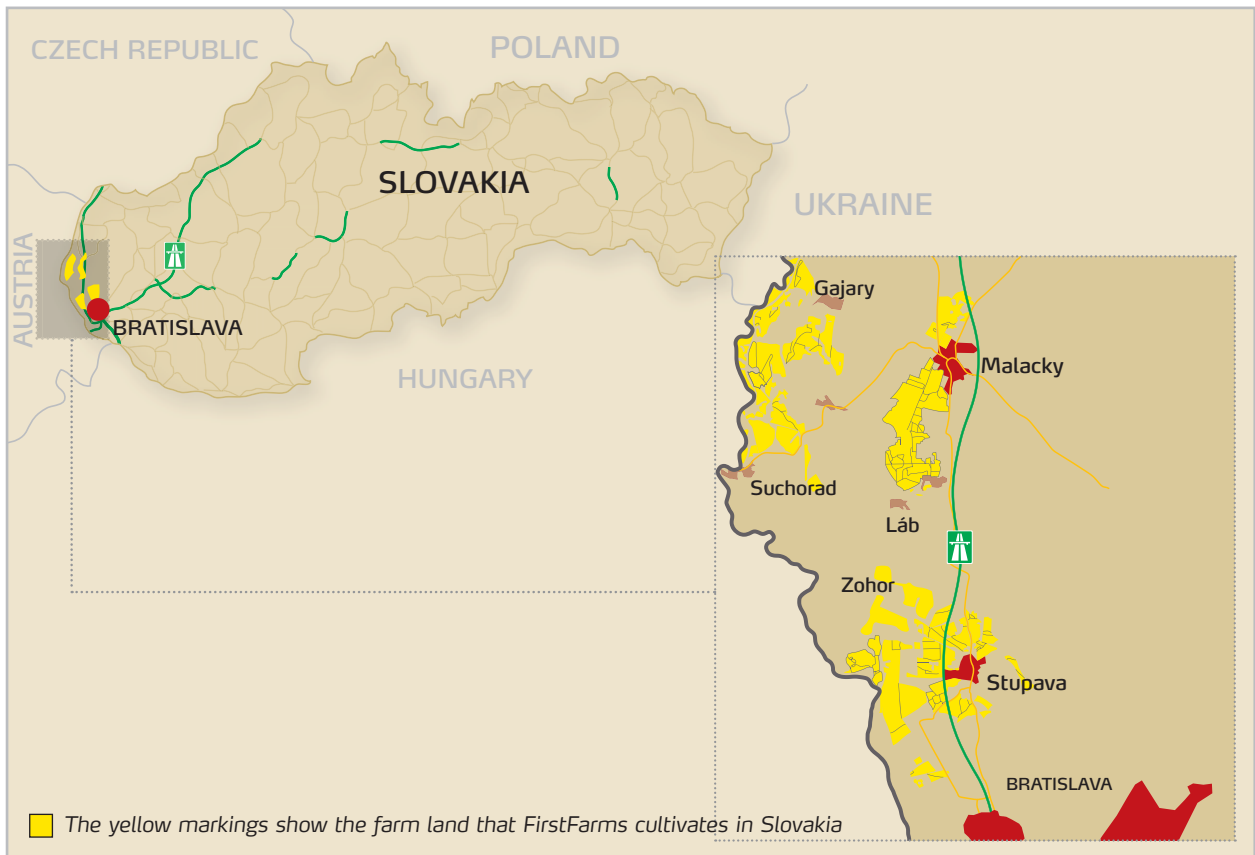 CZECH REPUBLIC
POLAND
SLOVAKIA
UKRAINE
AUSTRIA
BRATISLAVA
HUNGARY
Gajary
Malacky
Suchorad
Láb
Zohor
Stupava
BRATISLAVA
The yellow markings show the farm land that FirstFarms cultivates in Slovakia